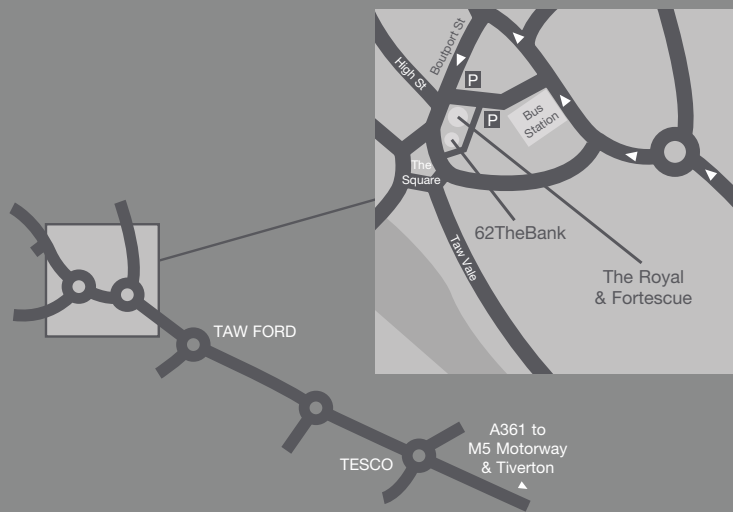 Boutport St
High St
P
P
Bus
Station
The
Square
62TheBank
Taw Vale
The Royal
& Fortescue
TAW FORD
TESCO
A361 to
M5 Motorway
& Tiverton